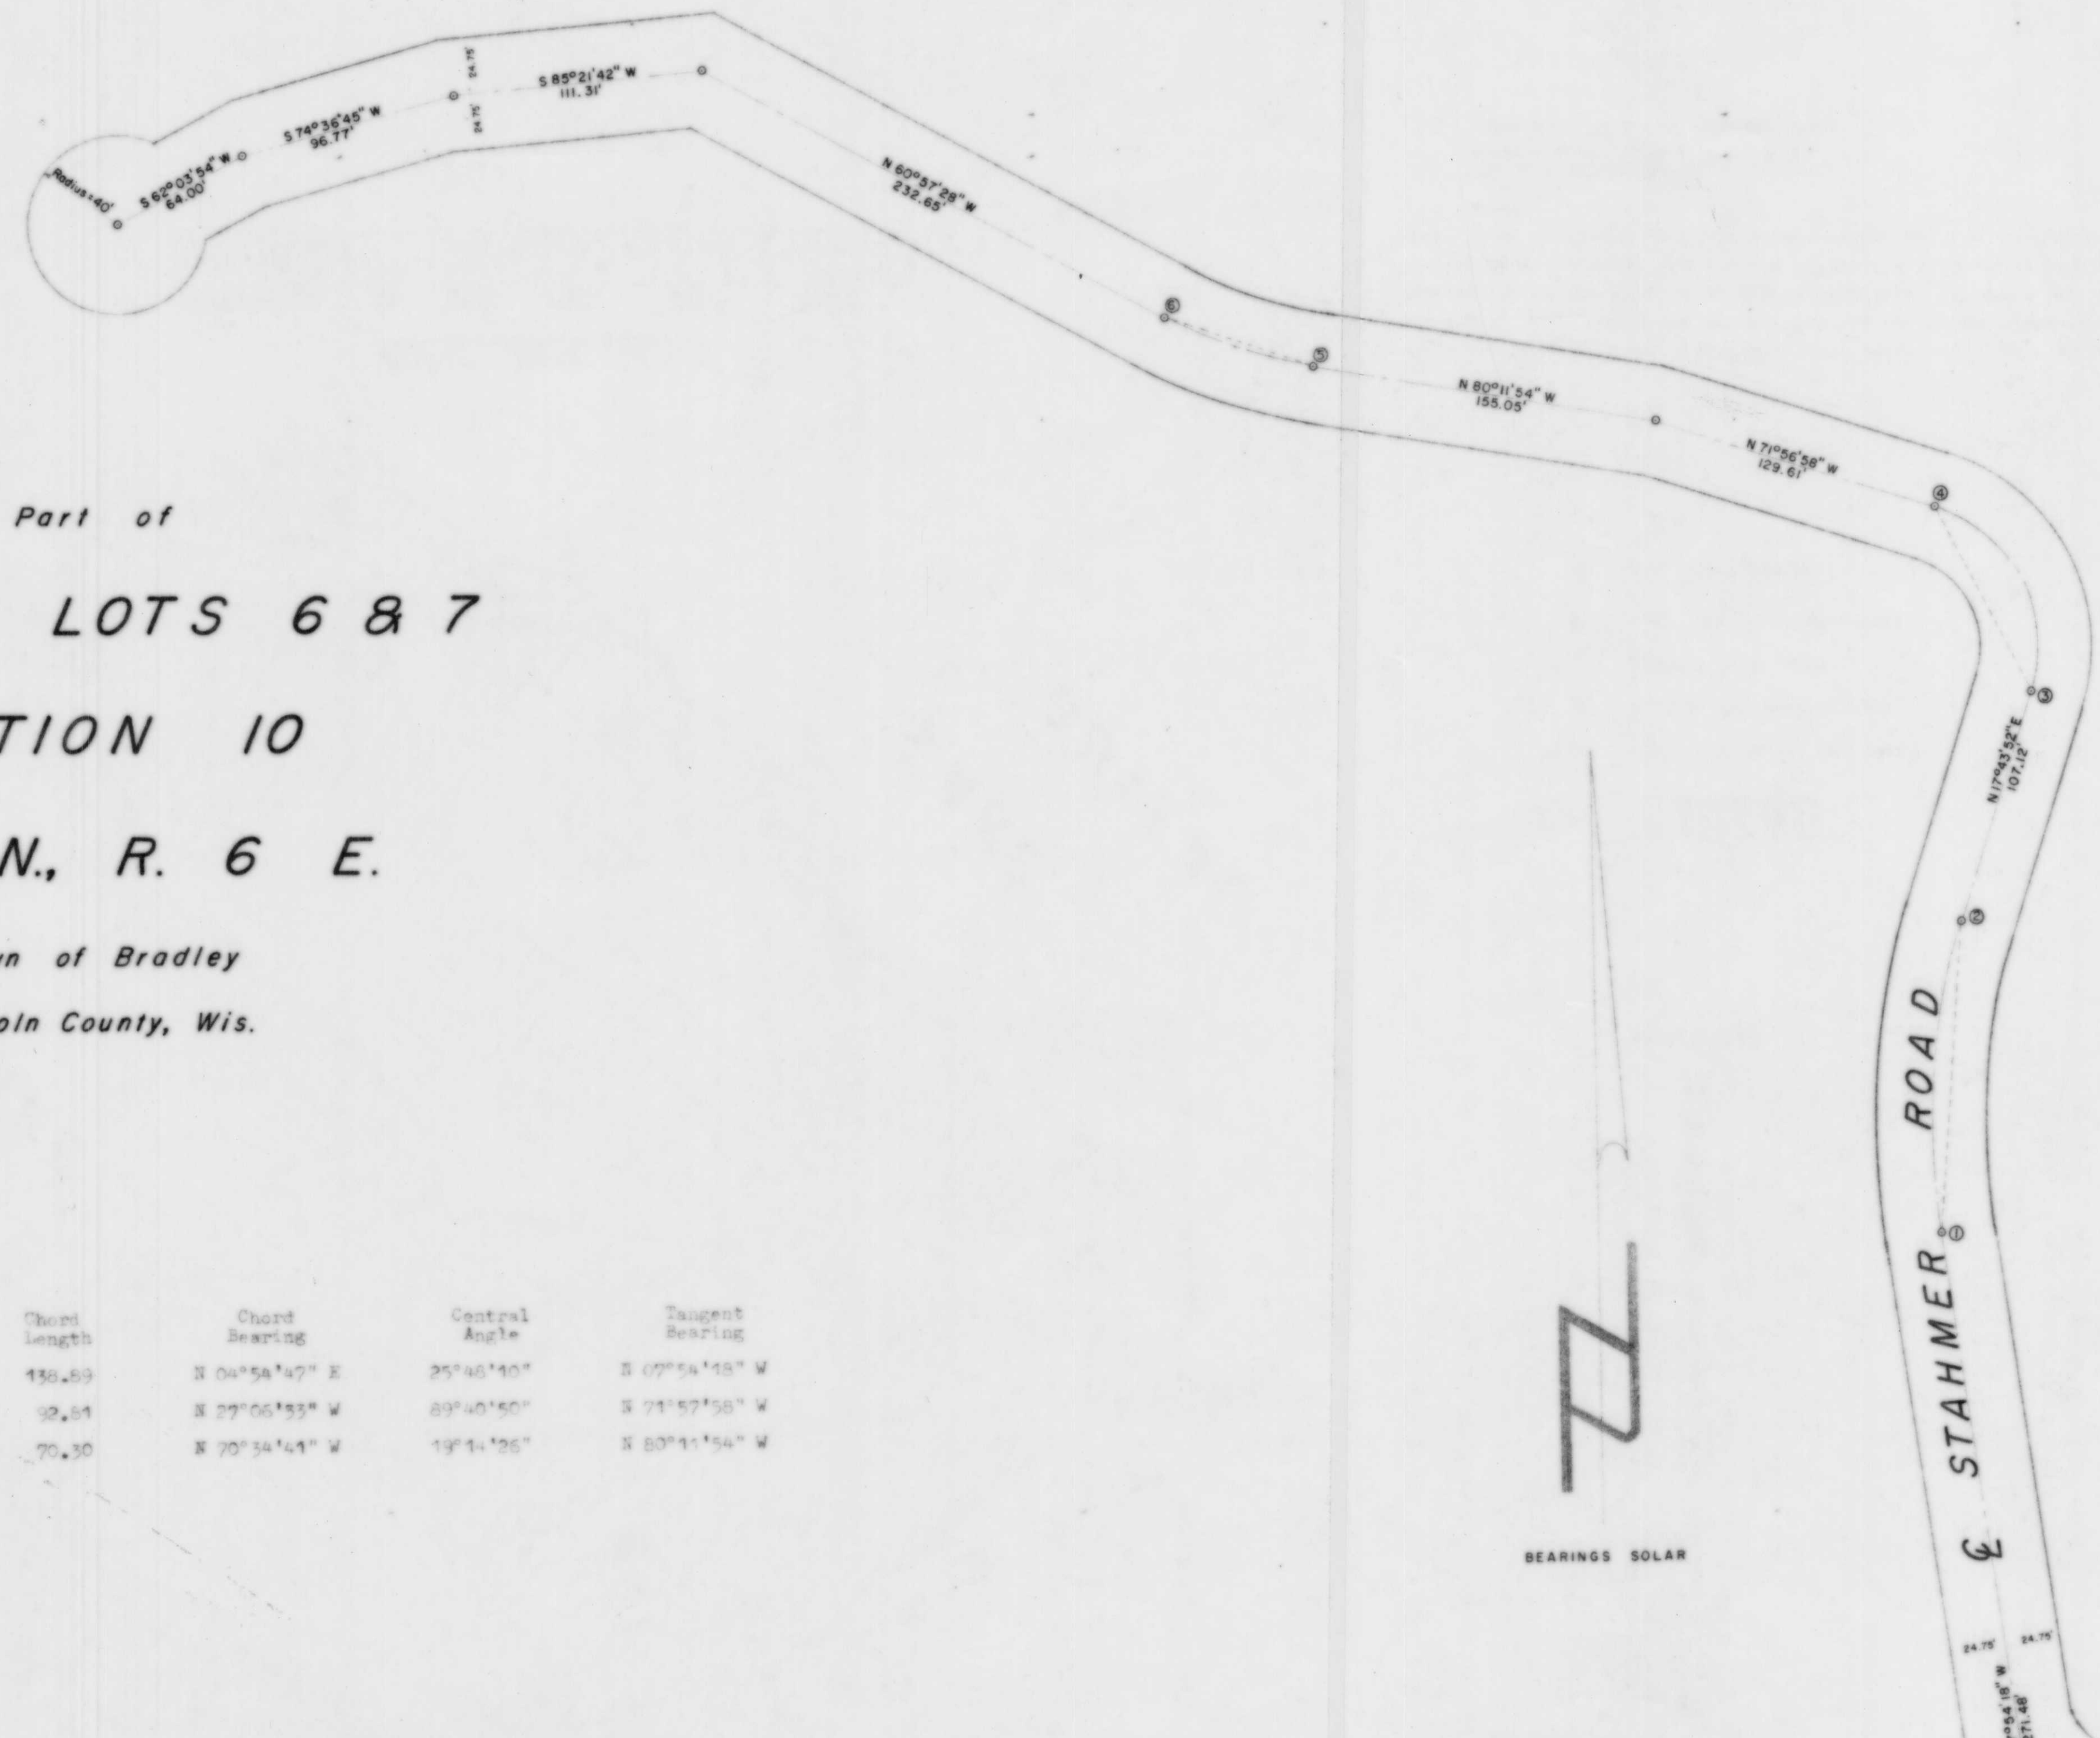 S 85°21'42" W
111.31'
24.75'
24.75'
S 74°36'45" W
96.77'
S 62°03'54" W
64.00'
Radius=40'
N 60°57'28" W
232.65'
⑥
⑤
N 80°11'54" W
155.05'
N 71°56'58" W
129.61'
④
③
N 17°43'52" E
107.12'
②
①
Part of
LOTS 6 & 7
TION 10
N., R. 6 E.
n of Bradley
oln County, Wis.
Chord Length Chord Bearing Central Angle Tangent Bearing
138.89 N 04°54'47" E N 07°54'18" W
92.81 N 27°06'33" W 89°40'50" N 71°57'58" W
70.30 N 70°34'41" W 19°14'26" N 80°11'54" W
STAHMER ROAD
℄
BEARINGS SOLAR
24.75' 24.75'
°54'18" W
271.48'